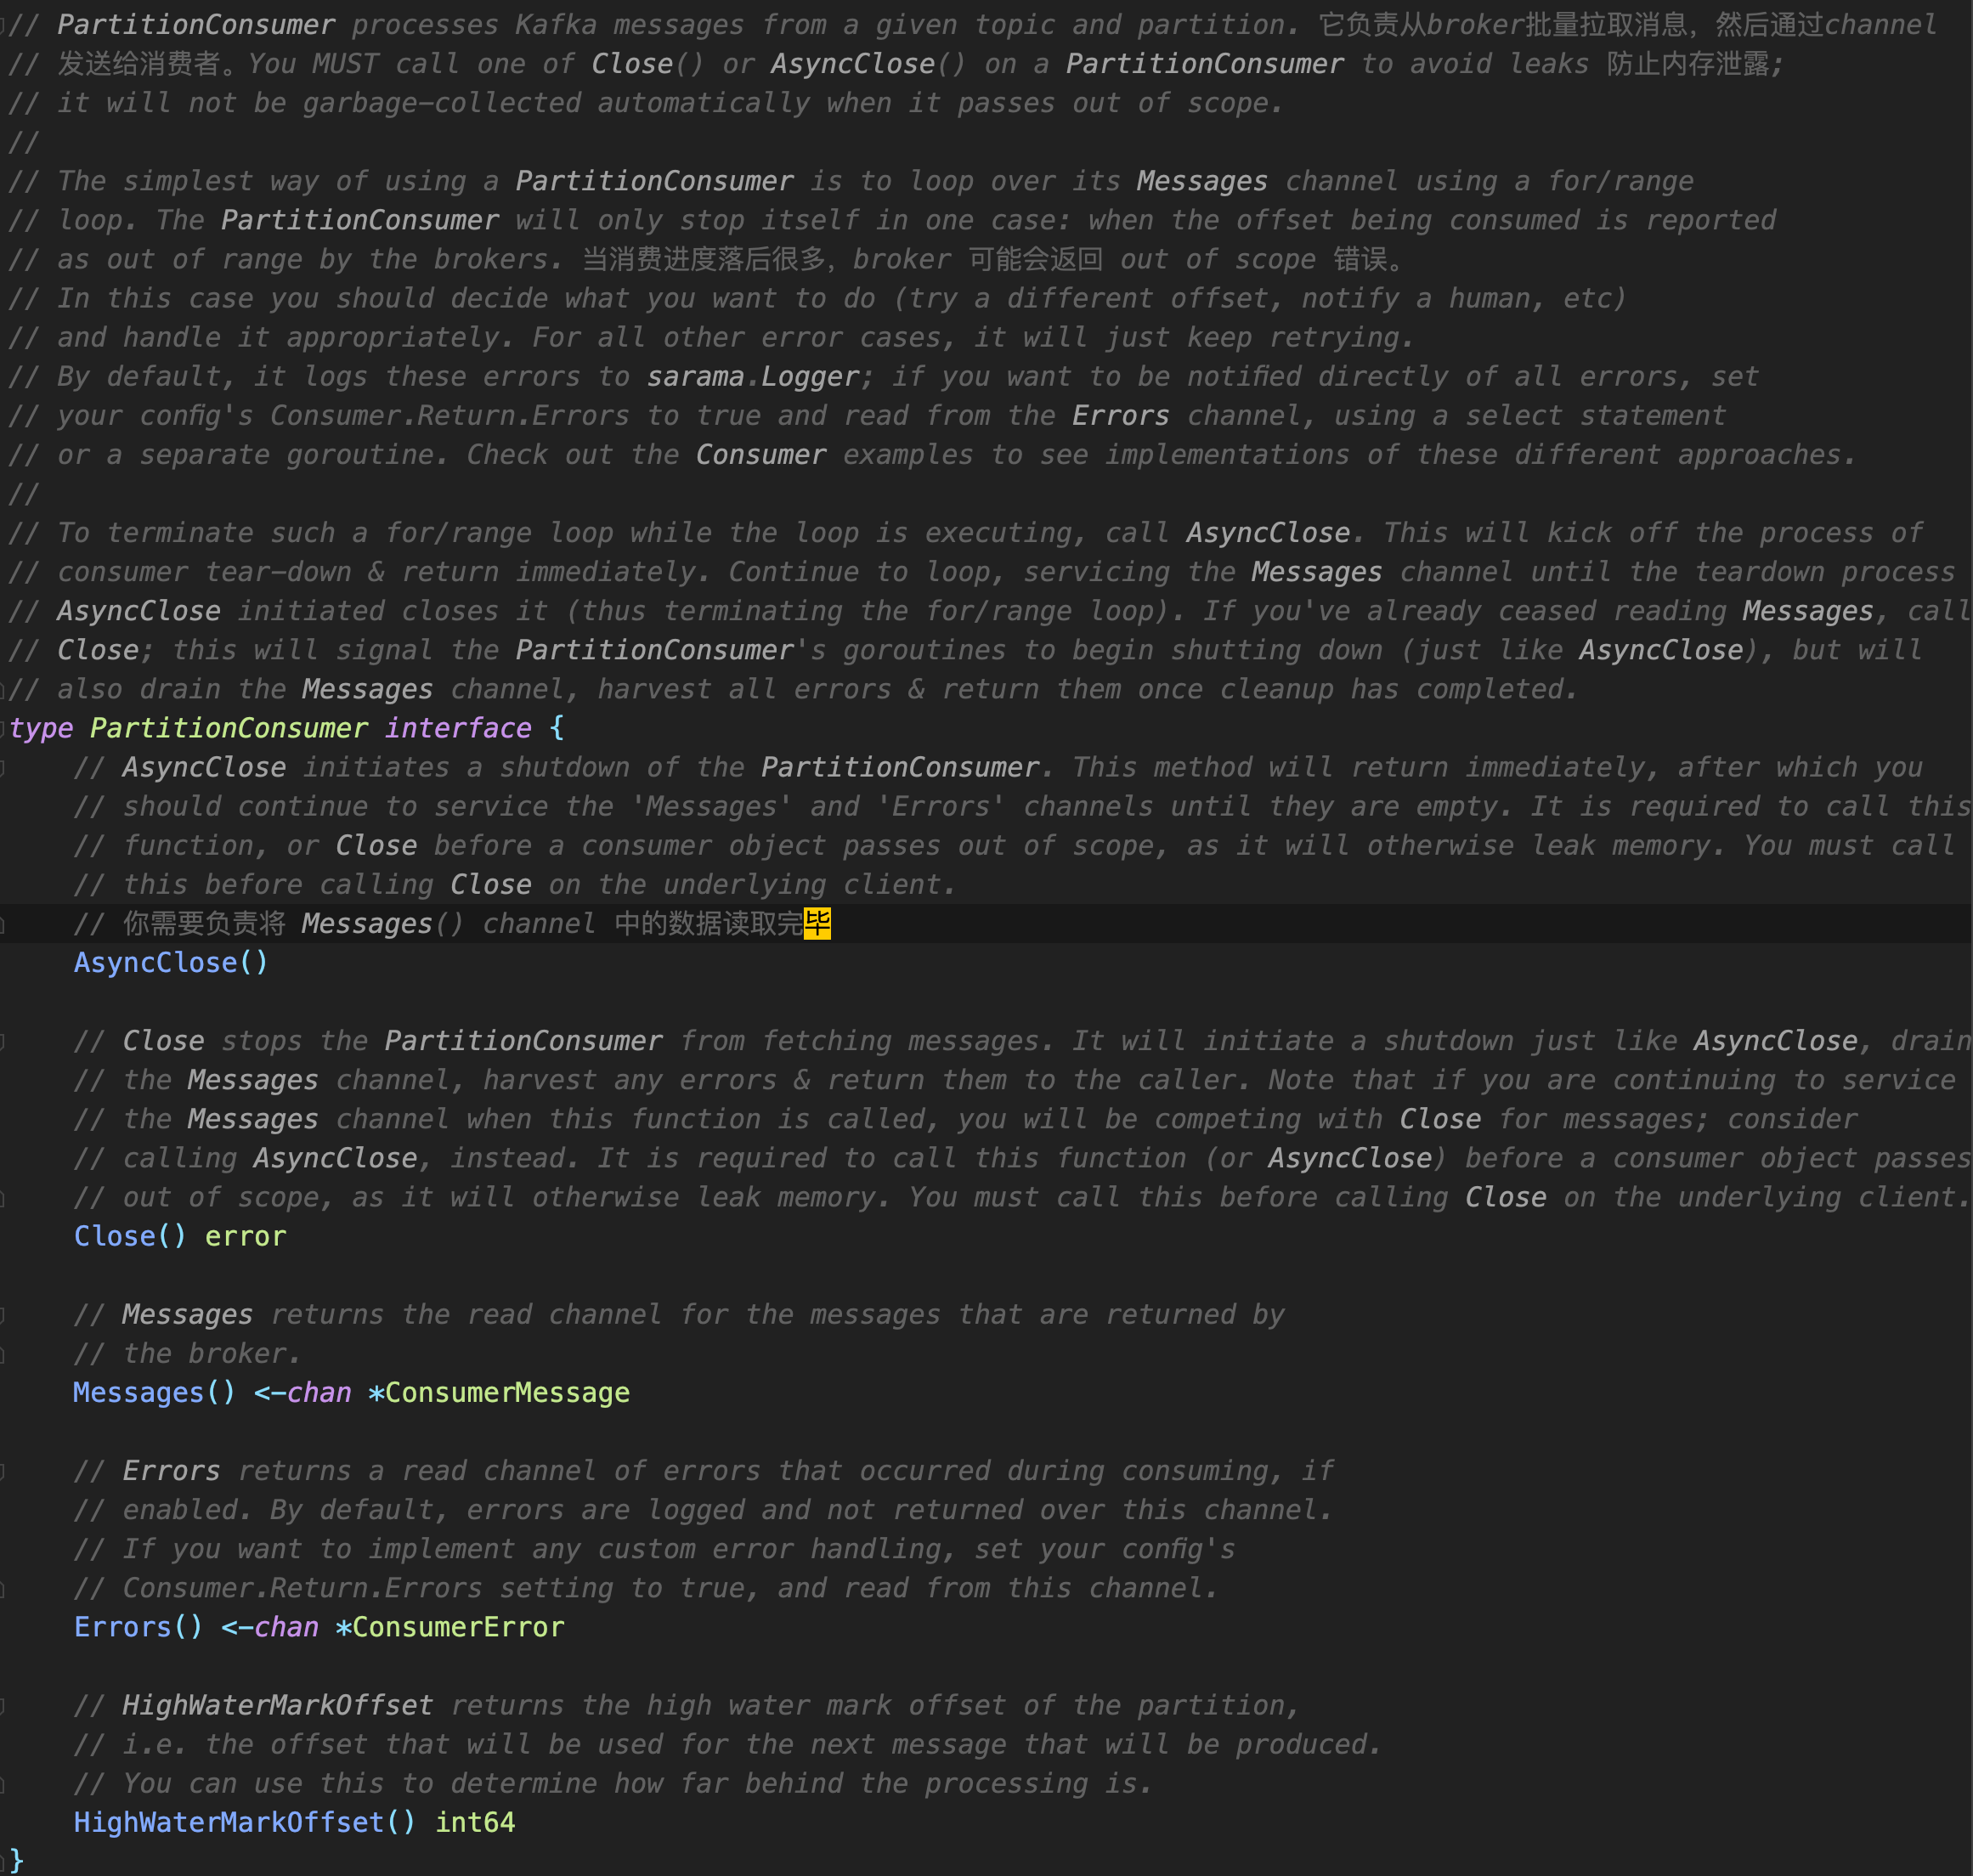 // PartitionConsumer processes Kafka messages from a given topic and partition. 它负责从broker批量拉取消息，然后通过channel
// 发送给消费者。You MUST call one of Close() or AsyncClose() on a PartitionConsumer to avoid leaks 防止内存泄露;
// it will not be garbage-collected automatically when it passes out of scope.
//
// The simplest way of using a PartitionConsumer is to loop over its Messages channel using a for/range
// loop. The PartitionConsumer will only stop itself in one case: when the offset being consumed is reported
// as out of range by the brokers. 当消费进度落后很多，broker 可能会返回 out of scope 错误。
// In this case you should decide what you want to do (try a different offset, notify a human, etc)
// and handle it appropriately. For all other error cases, it will just keep retrying.
// By default, it logs these errors to sarama.Logger; if you want to be notified directly of all errors, set
// your config's Consumer.Return.Errors to true and read from the Errors channel, using a select statement
// or a separate goroutine. Check out the Consumer examples to see implementations of these different approaches.
//
// To terminate such a for/range loop while the loop is executing, call AsyncClose. This will kick off the process of
// consumer tear-down & return immediately. Continue to loop, servicing the Messages channel until the teardown process
// AsyncClose initiated closes it (thus terminating the for/range loop). If you've already ceased reading Messages, call
// Close; this will signal the PartitionConsumer's goroutines to begin shutting down (just like AsyncClose), but will
// also drain the Messages channel, harvest all errors & return them once cleanup has completed.
type PartitionConsumer interface {
    // AsyncClose initiates a shutdown of the PartitionConsumer. This method will return immediately, after which you
    // should continue to service the 'Messages' and 'Errors' channels until they are empty. It is required to call this
    // function, or Close before a consumer object passes out of scope, as it will otherwise leak memory. You must call
    // this before calling Close on the underlying client.
    // 你需要负责将 Messages() channel 中的数据读取完毕
    AsyncClose()

    // Close stops the PartitionConsumer from fetching messages. It will initiate a shutdown just like AsyncClose, drain
    // the Messages channel, harvest any errors & return them to the caller. Note that if you are continuing to service
    // the Messages channel when this function is called, you will be competing with Close for messages; consider
    // calling AsyncClose, instead. It is required to call this function (or AsyncClose) before a consumer object passes
    // out of scope, as it will otherwise leak memory. You must call this before calling Close on the underlying client.
    Close() error

    // Messages returns the read channel for the messages that are returned by
    // the broker.
    Messages() <-chan *ConsumerMessage

    // Errors returns a read channel of errors that occurred during consuming, if
    // enabled. By default, errors are logged and not returned over this channel.
    // If you want to implement any custom error handling, set your config's
    // Consumer.Return.Errors setting to true, and read from this channel.
    Errors() <-chan *ConsumerError

    // HighWaterMarkOffset returns the high water mark offset of the partition,
    // i.e. the offset that will be used for the next message that will be produced.
    // You can use this to determine how far behind the processing is.
    HighWaterMarkOffset() int64
}